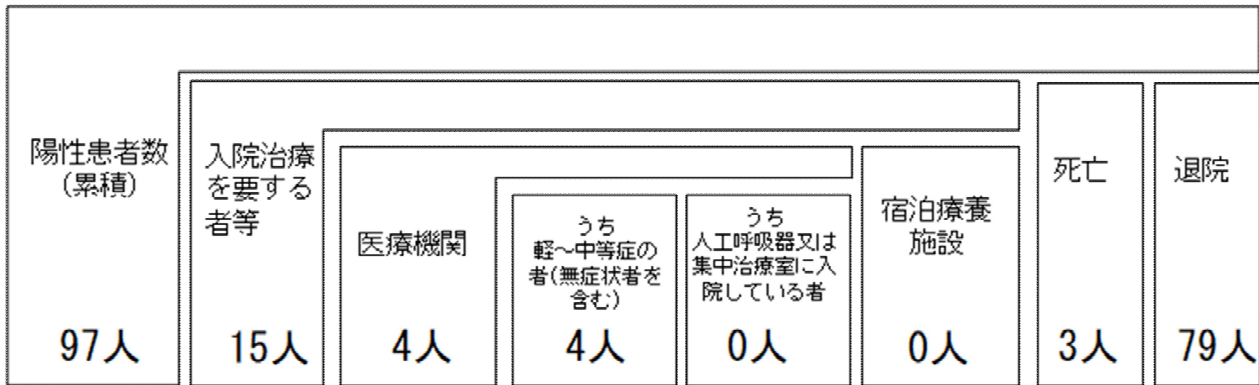 陽性患者数
(累積)
97人
入院治療
を要する
者等
15人
医療機関
4人
うち
軽～中等症の
者(無症状者を
含む)
4人
うち
人工呼吸器又は
集中治療室に入
院している者
0人
宿泊療養
施設
0人
死亡
3人
退院
79人